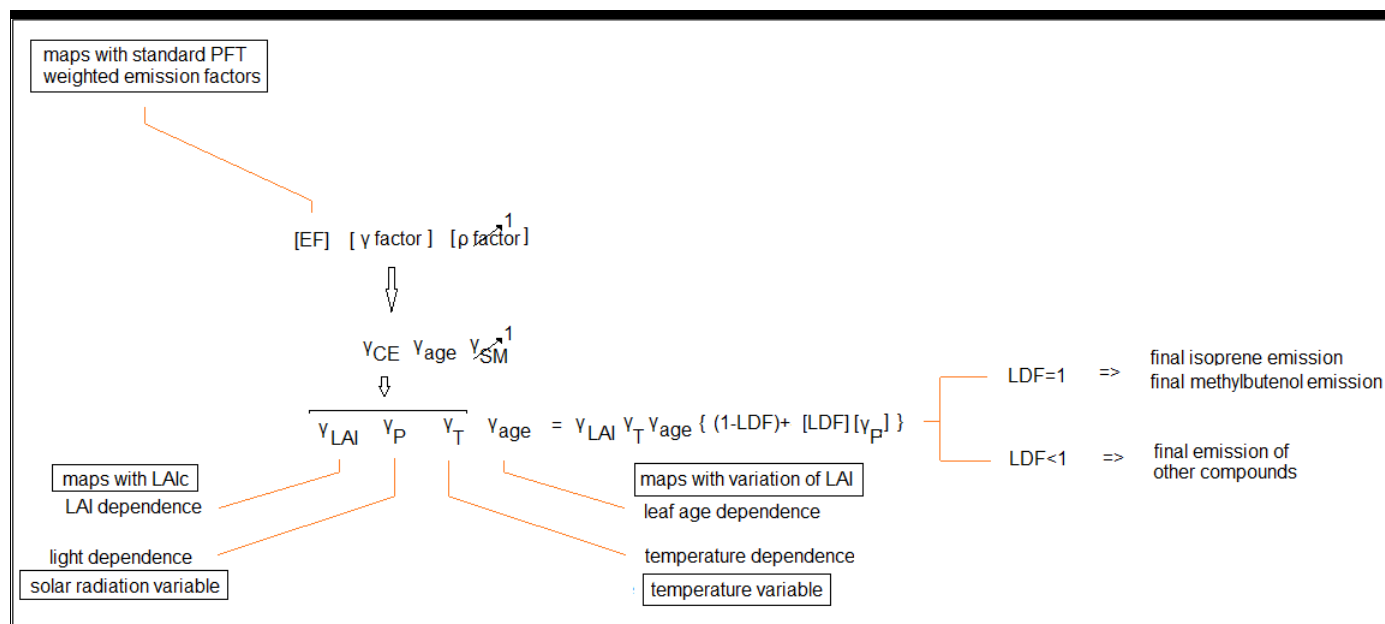 maps with standard PFT
weighted emission factors
[EF] [ γ factor ] [ρ factor] 1
γCE γage γSM 1
γLAI γP γT γage = γLAI γT γage { (1-LDF)+ [LDF] [γP] }
LDF=1 =>
final isoprene emission
final methylbutenol emission
LDF<1 =>
final emission of
other compounds
maps with LAIc
LAI dependence
maps with variation of LAI
leaf age dependence
light dependence
solar radiation variable
temperature dependence
temperature variable